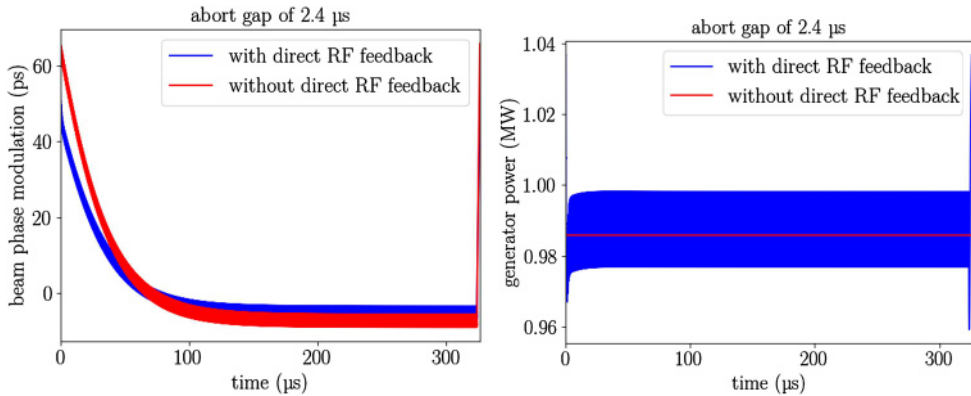 abort gap of 2.4 µs
with direct RF feedback
without direct RF feedback
beam phase modulation (ps)
60
40
20
0
0
100
200
300
time (µs)
abort gap of 2.4 µs
with direct RF feedback
without direct RF feedback
generator power (MW)
1.04
1.02
1.00
0.98
0.96
0
100
200
300
time (µs)